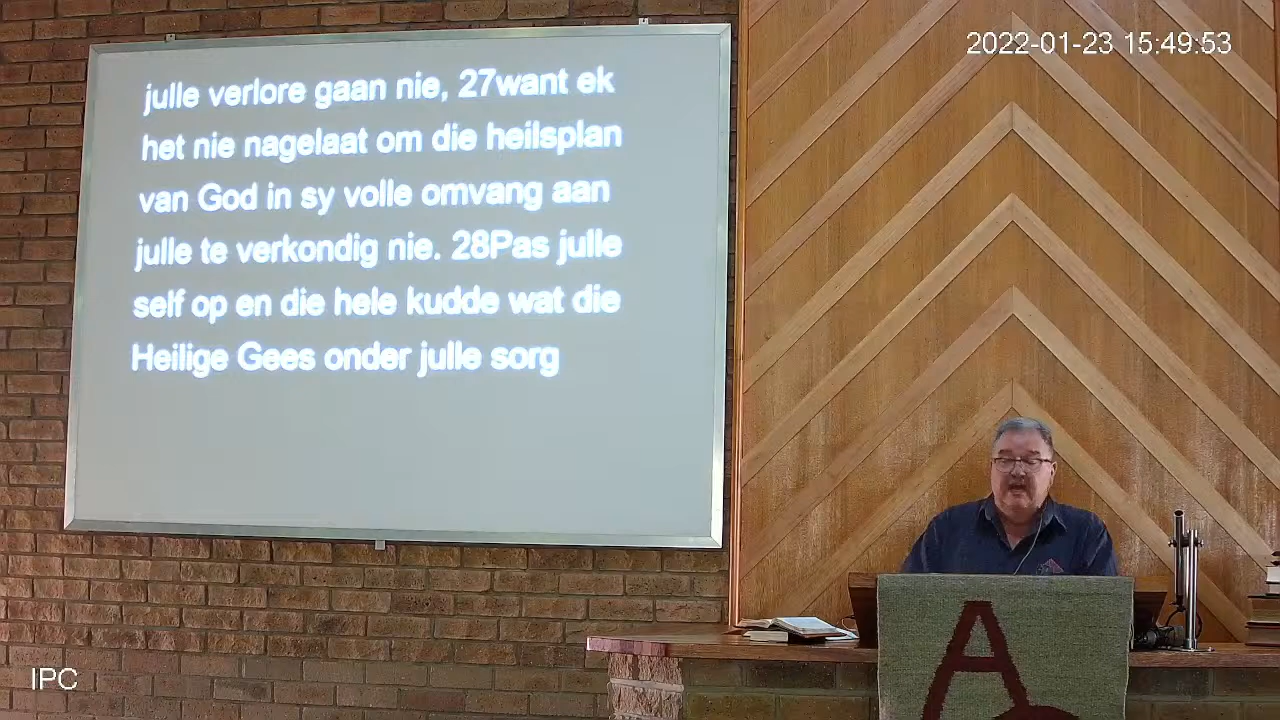 2022-01-23 15:49:53
julle verlore gaan nie, 27want ek
het nie nagelaat om die heilsplan
van God in sy volle omvang aan
julle te verkondig nie. 28Pas julle
self op en die hele kudde wat die
Heilige Gees onder julle sorg
A
IPC